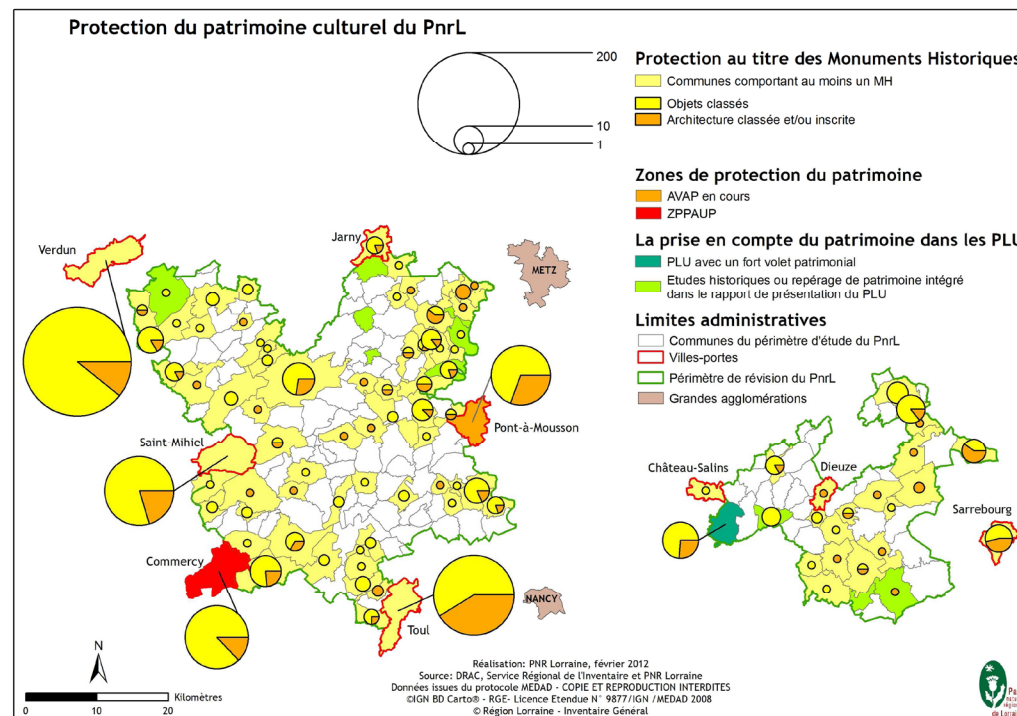 Protection du patrimoine culturel du PnrL
200
10
1
Protection au titre des Monuments Historiques
Communes comportant au moins un MH
Objets classés
Architecture classée et/ou inscrite
Zones de protection du patrimoine
AVAP en cours
ZPPAUP
La prise en compte du patrimoine dans les PLU
PLU avec un fort volet patrimonial
Etudes historiques ou repérage de patrimoine intégré
dans le rapport de présentation du PLU
Limites administratives
Communes du périmètre d'étude du PnrL
Villes-portes
Périmètre de révision du PnrL
Grandes agglomérations
Verdun
Jarny
METZ
Pont-à-Mousson
Saint-Mihiel
Château-Salins
Dieuze
Sarrebourg
Commercy
NANCY
Toul
N
Kilomètres
0 10 20
Réalisation: PNR Lorraine, février 2012
Source: DRAC, Service Régional de l'Inventaire et PNR Lorraine
Données issues du protocole MEDAD - COPIE ET REPRODUCTION INTERDITES
©IGN BD Carto® - RGE- Licence Etendue N° 9877/IGN /MEDAD 2008
© Région Lorraine - Inventaire Général
Pa
de Lorrai